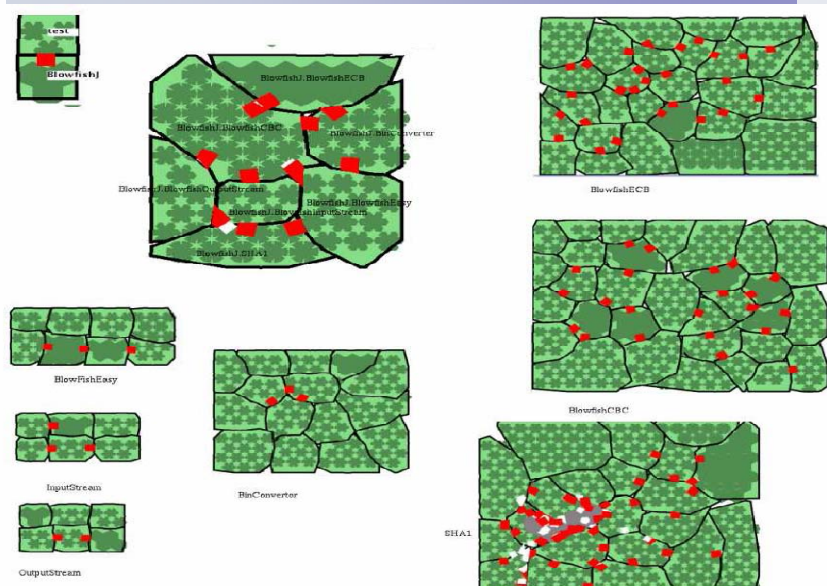 test
BlowfishJ
BlowfishJ.BlowfishECB
BlowfishJ.BlowfishCBC
BlowfishJ.BinConverter
BlowfishJ.BlowfishOutputStream
BlowfishJ.BlowfishEasy
BlowfishJ.BlowfishInputStream
BlowfishJ.SHA1
BlowfishECB
BlowFishEasy
BlowfishCBC
InputStream
BinConverter
SHA1
OutputStream